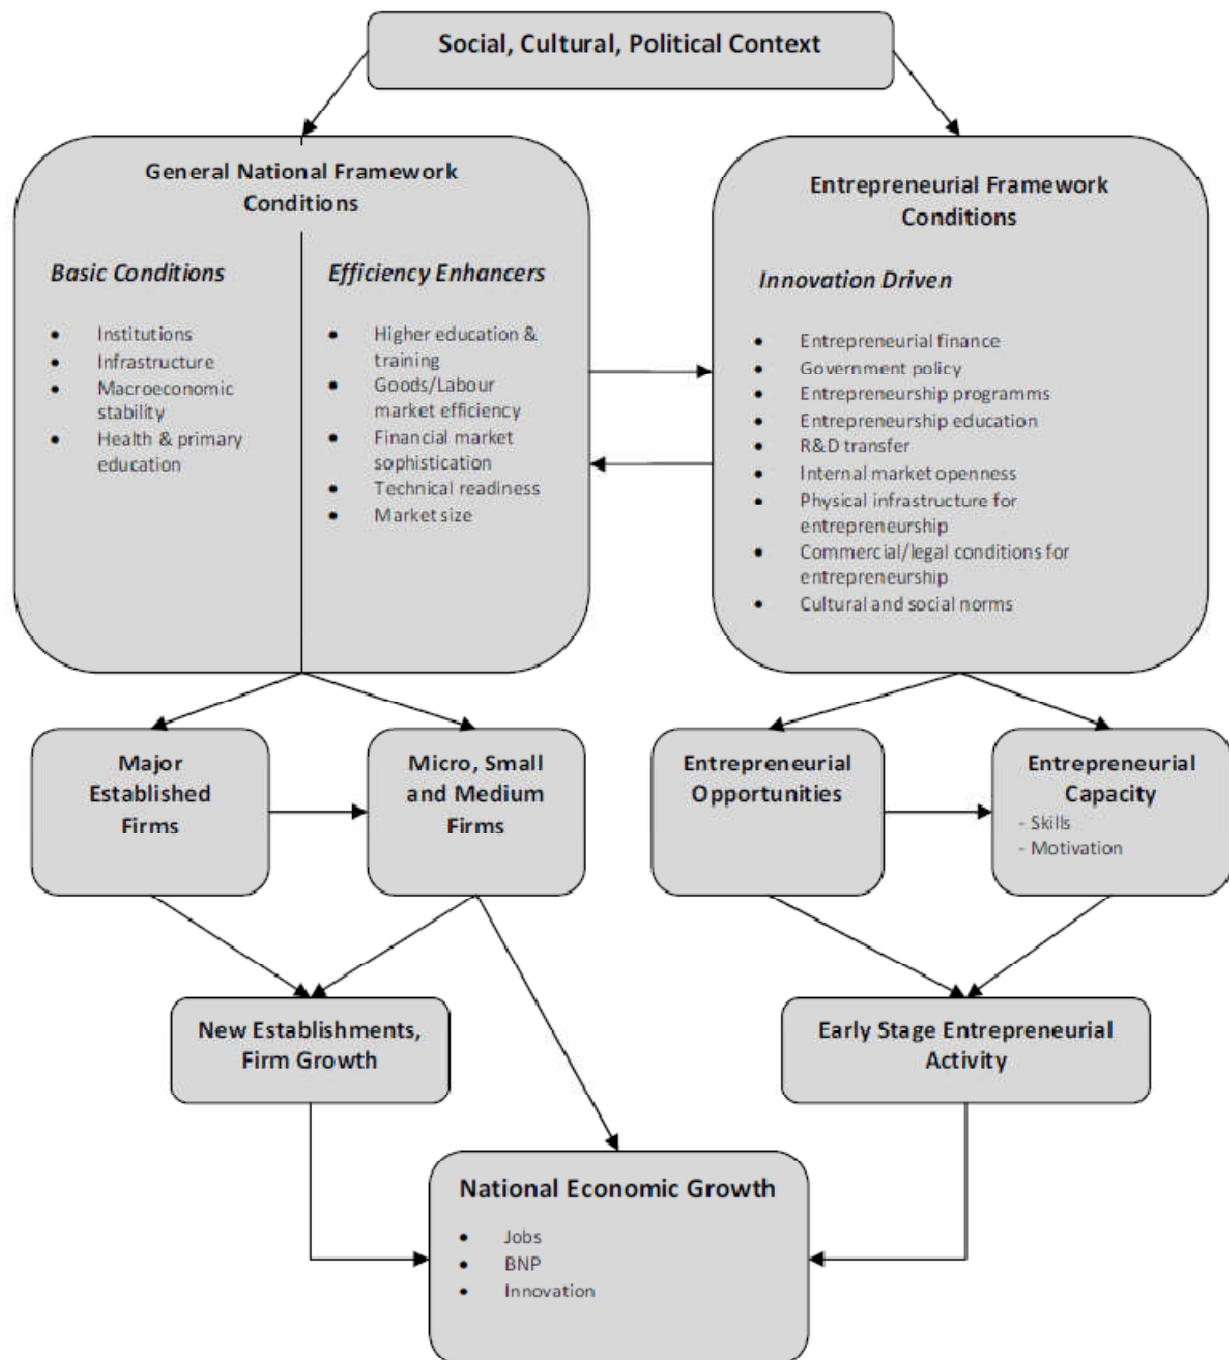 Social, Cultural, Political Context
General National Framework
Conditions
Basic Conditions
• Institutions
• Infrastructure
• Macroeconomic
stability
• Health & primary
education
Efficiency Enhancers
• Higher education &
training
• Goods/Labour
market efficiency
• Financial market
sophistication
• Technical readiness
• Market size
Entrepreneurial Framework
Conditions
Innovation Driven
• Entrepreneurial finance
• Government policy
• Entrepreneurship programms
• Entrepreneurship education
• R&D transfer
• Internal market openness
• Physical infrastructure for
entrepreneurship
• Commercial/legal conditions for
entrepreneurship
• Cultural and social norms
Major
Established
Firms
Micro, Small
and Medium
Firms
Entrepreneurial
Opportunities
Entrepreneurial
Capacity
- Skills
- Motivation
New Establishments,
Firm Growth
Early Stage Entrepreneurial
Activity
National Economic Growth
• Jobs
• BNP
• Innovation